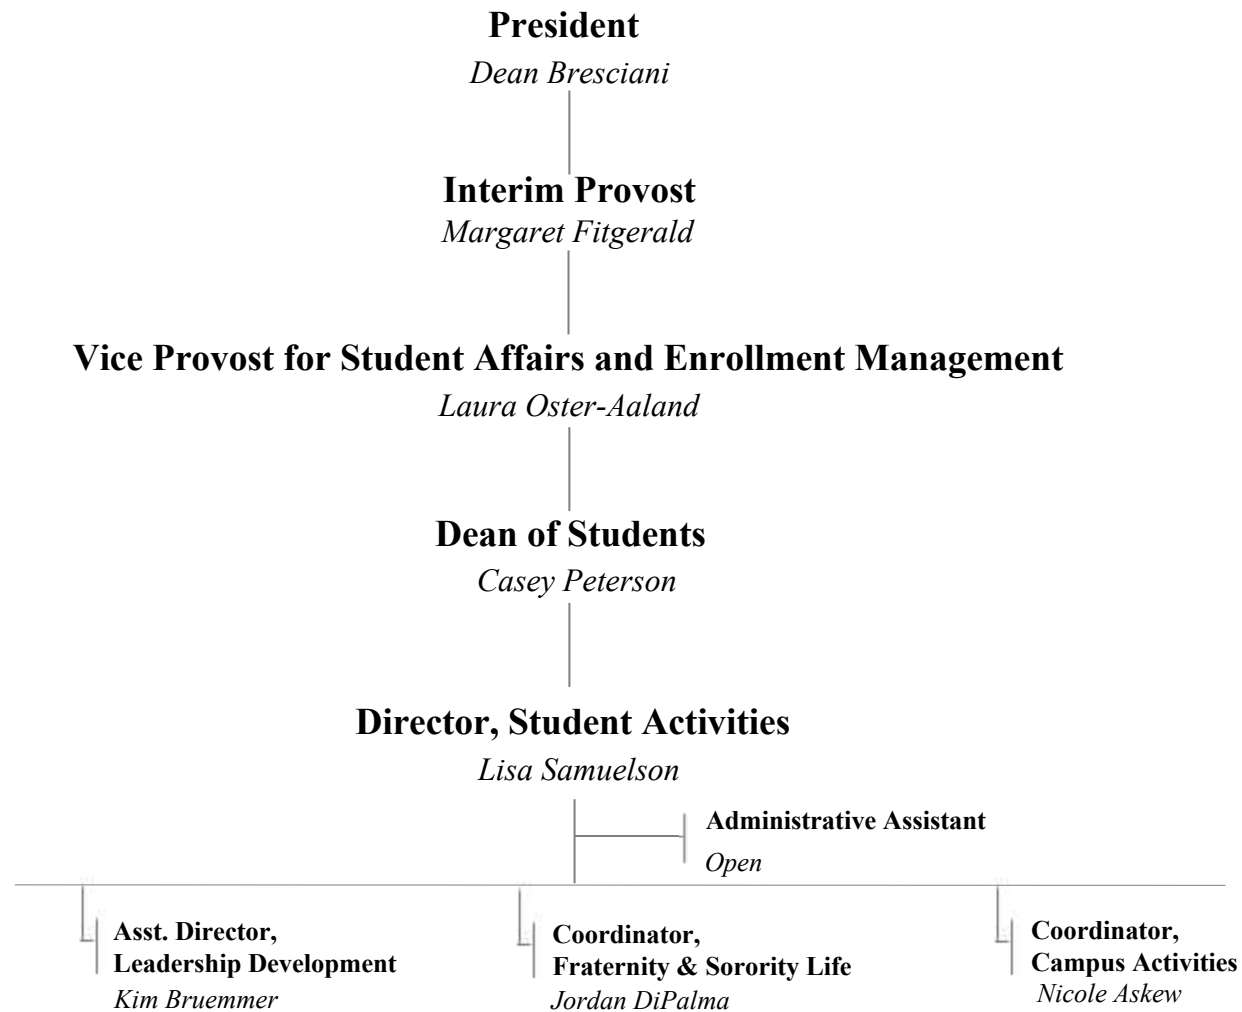 President
Dean Bresciani
Interim Provost
Margaret Fitgerald
Vice Provost for Student Affairs and Enrollment Management
Laura Oster-Aaland
Dean of Students
Casey Peterson
Director, Student Activities
Lisa Samuelson
Administrative Assistant
Open
Asst. Director,
Leadership Development
Kim Bruemmer
Coordinator,
Fraternity & Sorority Life
Jordan DiPalma
Coordinator,
Campus Activities
Nicole Askew